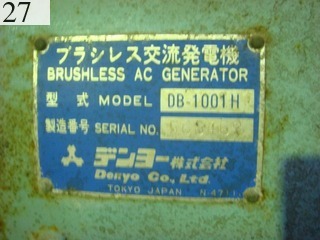 27
ブラシレス交流発電機
BRUSHLESS AC GENERATOR
型式 MODEL DB-1001H
製造番号 SERIAL NO.
デンヨー株式会社
Denyo Co., Ltd.
TOKYO JAPAN